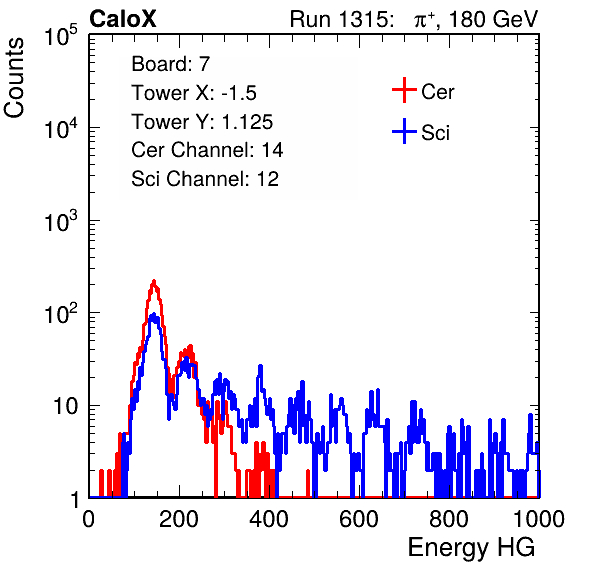 CaloX Run 1315: π⁺, 180 GeV
Board: 7
Tower X: -1.5
Tower Y: 1.125
Cer Channel: 14
Sci Channel: 12
Cer
Sci
Counts
10⁵
10⁴
10³
10²
10
1
0 200 400 600 800 1000
Energy HG